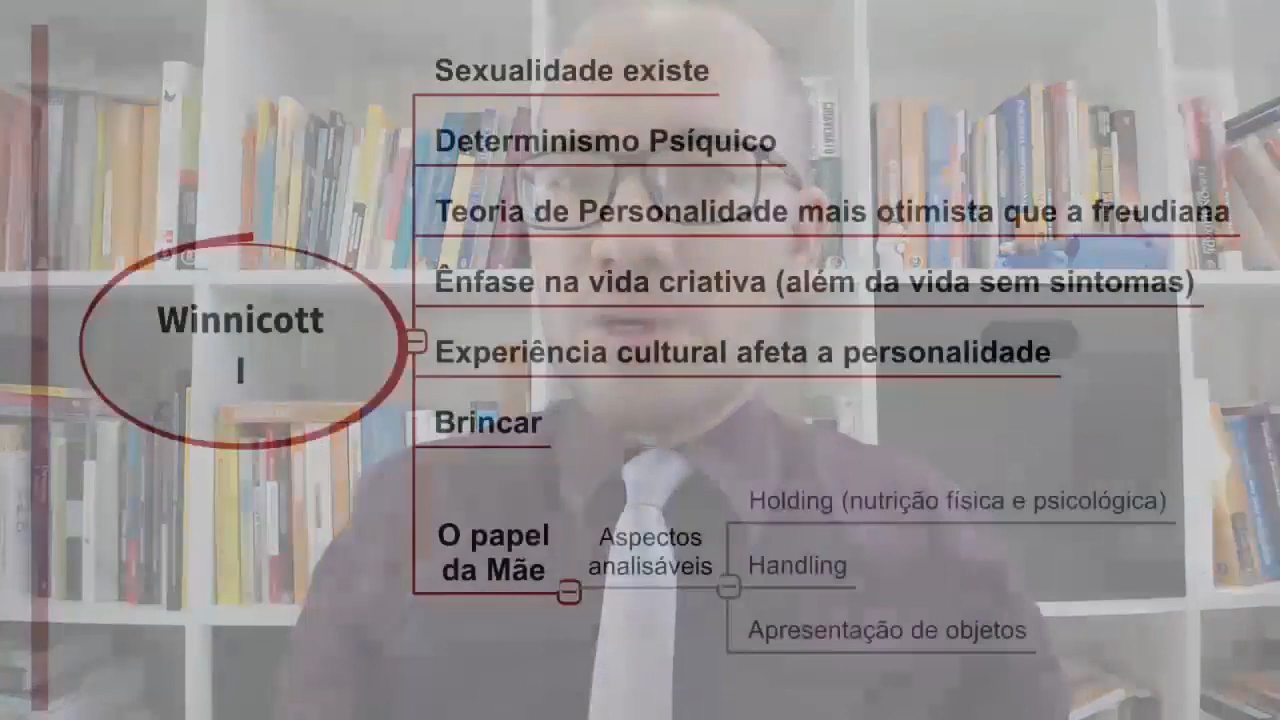 Winnicott
I
Sexualidade existe
Determinismo Psíquico
Teoria de Personalidade mais otimista que a freudiana
Ênfase na vida criativa (além da vida sem sintomas)
Experiência cultural afeta a personalidade
Brincar
O papel
da Mãe
Aspectos
analisáveis
Holding (nutrição física e psicológica)
Handling
Apresentação de objetos